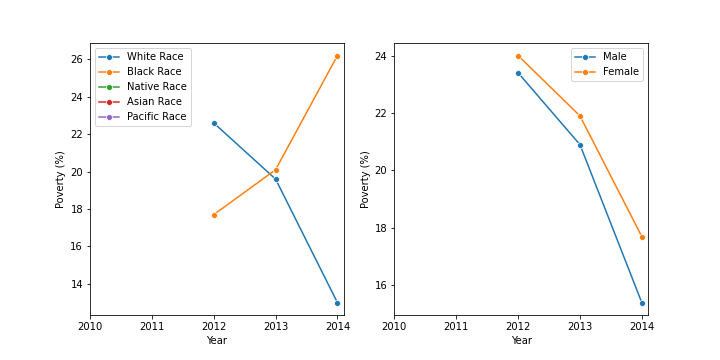 White Race
Black Race
Native Race
Asian Race
Pacific Race
26
24
22
20
18
16
14
Poverty (%)
2010 2011 2012 2013 2014
Year
Male
Female
24
22
20
18
16
Poverty (%)
2010 2011 2012 2013 2014
Year